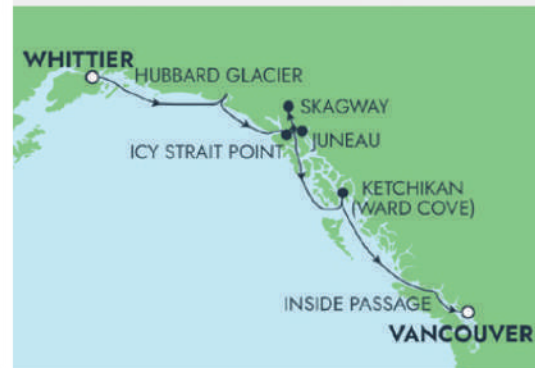 WHITTIER
HUBBARD GLACIER
SKAGWAY
JUNEAU
ICY STRAIT POINT
KETCHIKAN
(WARD COVE)
INSIDE PASSAGE
VANCOUVER